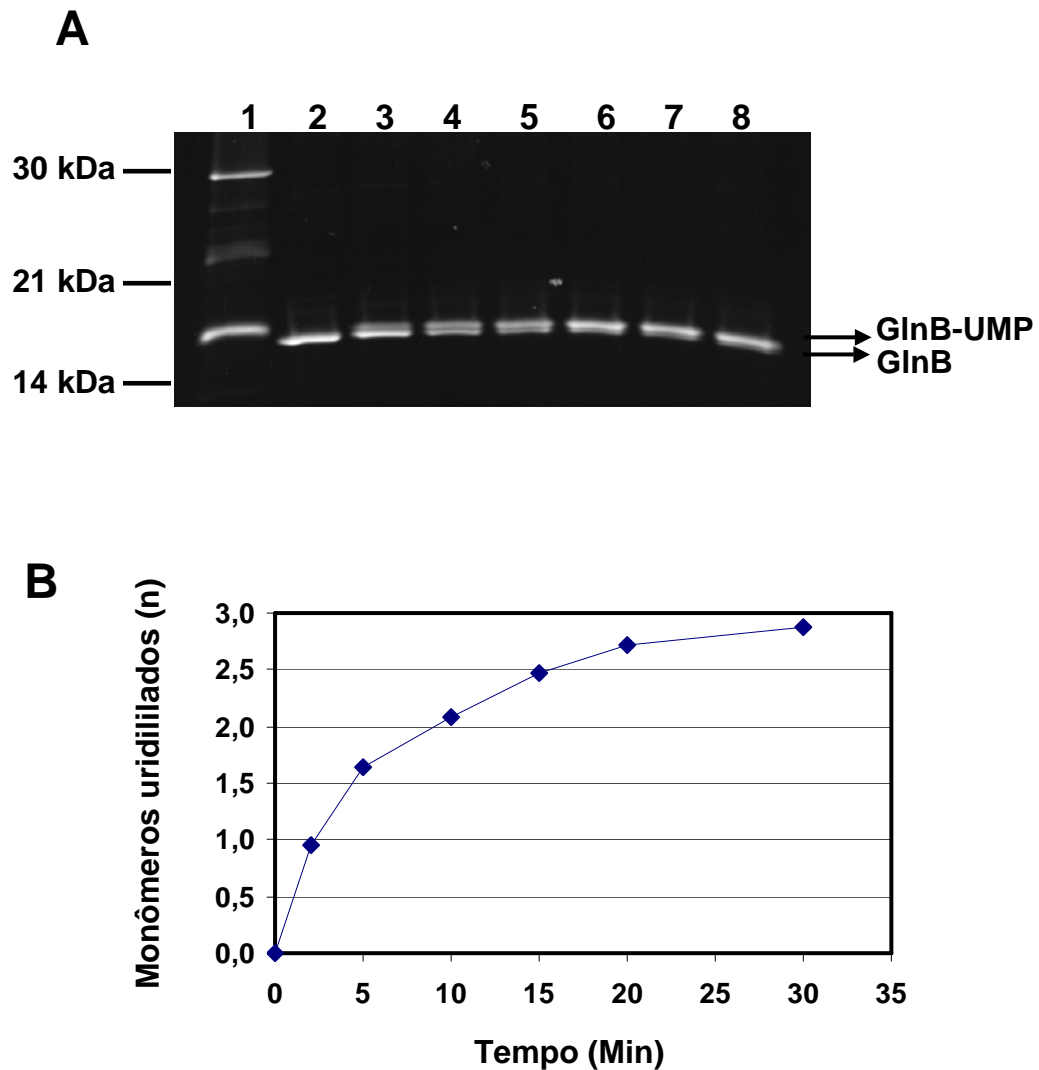 A
1 2 3 4 5 6 7 8
30 kDa
21 kDa
14 kDa
GlnB-UMP
GlnB
B
Monômeros uridililados (n)
3,0
2,5
2,0
1,5
1,0
0,5
0,0
0 5 10 15 20 25 30 35
Tempo (Min)